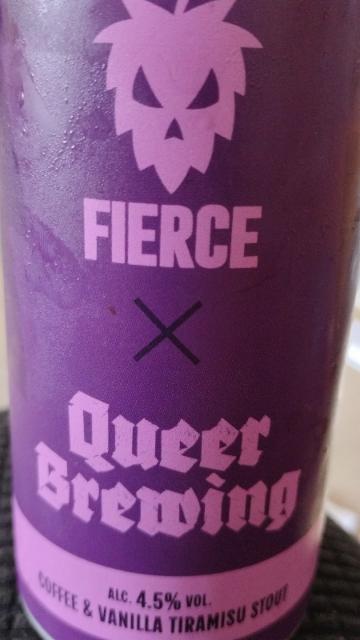 FIERCE
X
Queer
Brewing
ALC. 4.5% VOL.
COFFEE & VANILLA TIRAMISU STOUT